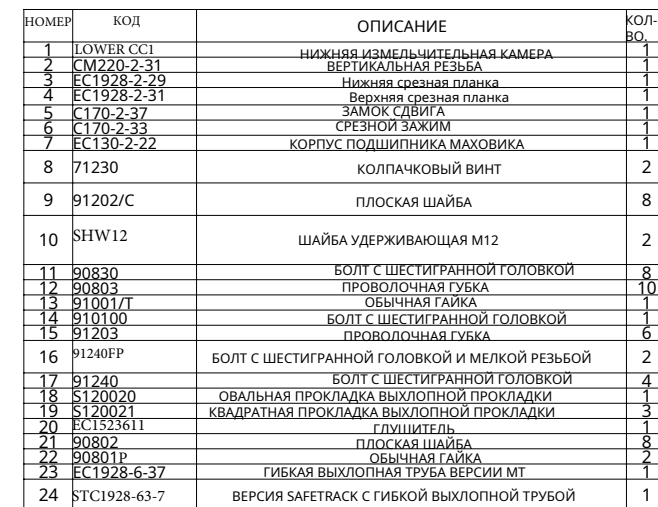 НОМЕР КОД ОПИСАНИЕ КОЛ-ВО.
1 LOWER CC1 НИЖНЯЯ ИЗМЕЛЬЧИТЕЛЬНАЯ КАМЕРА 1
2 CM220-2-31 ВЕРТИКАЛЬНАЯ РЕЗЬБА 1
3 EC1928-2-29 Нижняя срезная планка 1
4 EC1928-2-31 Верхняя срезная планка 1
5 C170-2-37 ЗАМОК СДВИГА 1
6 C170-2-33 СРЕЗНОЙ ЗАЖИМ 1
7 EC130-2-22 КОРПУС ПОДШИПНИКА МАХОВИКА 1
8 71230 КОЛПАЧКОВЫЙ ВИНТ 2
9 91202/C ПЛОСКАЯ ШАЙБА 8
10 SHW12 ШАЙБА УДЕРЖИВАЮЩАЯ M12 2
11 90830 БОЛТ С ШЕСТИГРАННОЙ ГОЛОВКОЙ 8
12 90803 ПРОВОЛОЧНАЯ ГУБКА 10
13 91001/T ОБЫЧНАЯ ГАЙКА 1
14 910100 БОЛТ С ШЕСТИГРАННОЙ ГОЛОВКОЙ 1
15 91203 ПРОВОЛОЧНАЯ ГУБКА 6
16 91240FP БОЛТ С ШЕСТИГРАННОЙ ГОЛОВКОЙ И МЕЛКОЙ РЕЗЬБОЙ 2
17 91240 БОЛТ С ШЕСТИГРАННОЙ ГОЛОВКОЙ 4
18 S120020 ОВАЛЬНАЯ ПРОКЛАДКА ВЫХЛОПНОЙ ПРОКЛАДКИ 1
19 S120021 КВАДРАТНАЯ ПРОКЛАДКА ВЫХЛОПНОЙ ПРОКЛАДКИ 3
20 EC1523611 ГЛУШИТЕЛЬ 1
21 90802 ПЛОСКАЯ ШАЙБА 8
22 90801P ОБЫЧНАЯ ГАЙКА 2
23 EC1928-6-37 ГИБКАЯ ВЫХЛОПНАЯ ТРУБА ВЕРСИИ MT 1
24 STC1928-63-7 ВЕРСИЯ SAFETRACK С ГИБКОЙ ВЫХЛОПНОЙ ТРУБОЙ 1